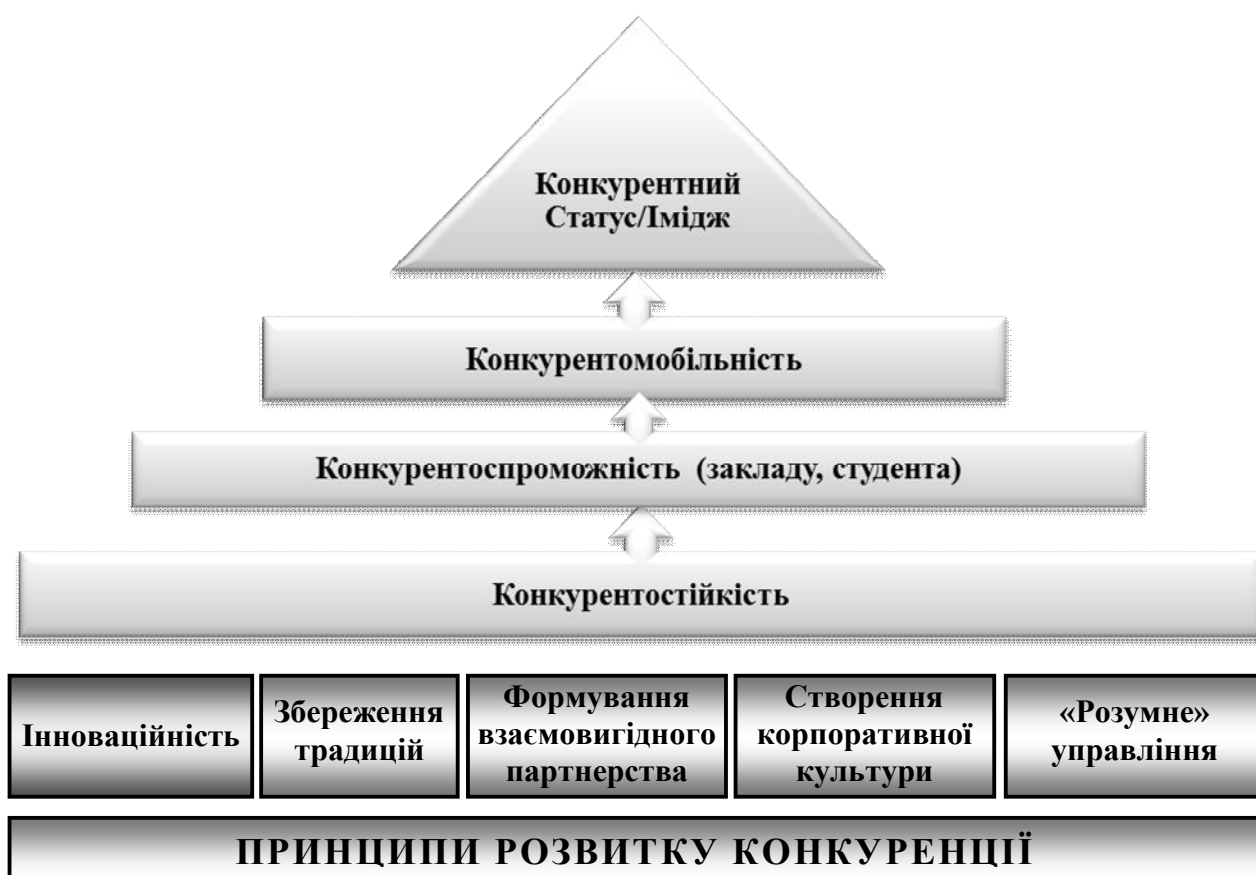 Конкурентний
Статус/Імідж
Конкурентомобільність
Конкурентоспроможність (закладу, студента)
Конкурентостійкість
Інноваційність
Збереження
традицій
Формування
взаємовигідного
партнерства
Створення
корпоративної
культури
«Розумне»
управління
ПРИНЦИПИ РОЗВИТКУ КОНКУРЕНЦІЇ